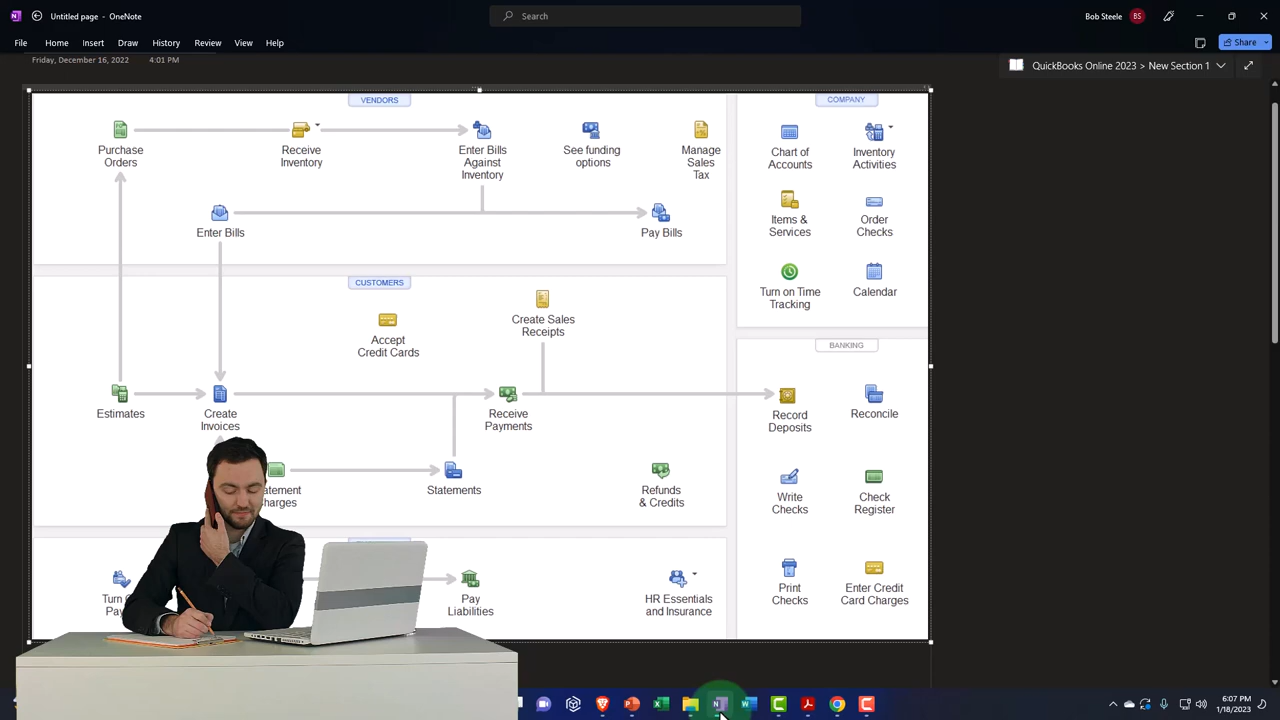 Untitled page - OneNote
Search
Bob Steele
BS
File
Home
Insert
Draw
History
Review
View
Help
Share
Friday, December 16, 2022
4:01 PM
QuickBooks Online 2023 > New Section 1
VENDORS
Purchase
Orders
Receive
Inventory
Enter Bills
Against
Inventory
See funding
options
Manage
Sales
Tax
Enter Bills
Pay Bills
CUSTOMERS
Accept
Credit Cards
Create Sales
Receipts
Estimates
Create
Invoices
Receive
Payments
Statements
Refunds
& Credits
Pay
Liabilities
HR Essentials
and Insurance
COMPANY
Chart of
Accounts
Inventory
Activities
Items &
Services
Order
Checks
Turn on Time
Tracking
Calendar
BANKING
Record
Deposits
Reconcile
Write
Checks
Check
Register
Print
Checks
Enter Credit
Card Charges
6:07 PM
1/18/2023